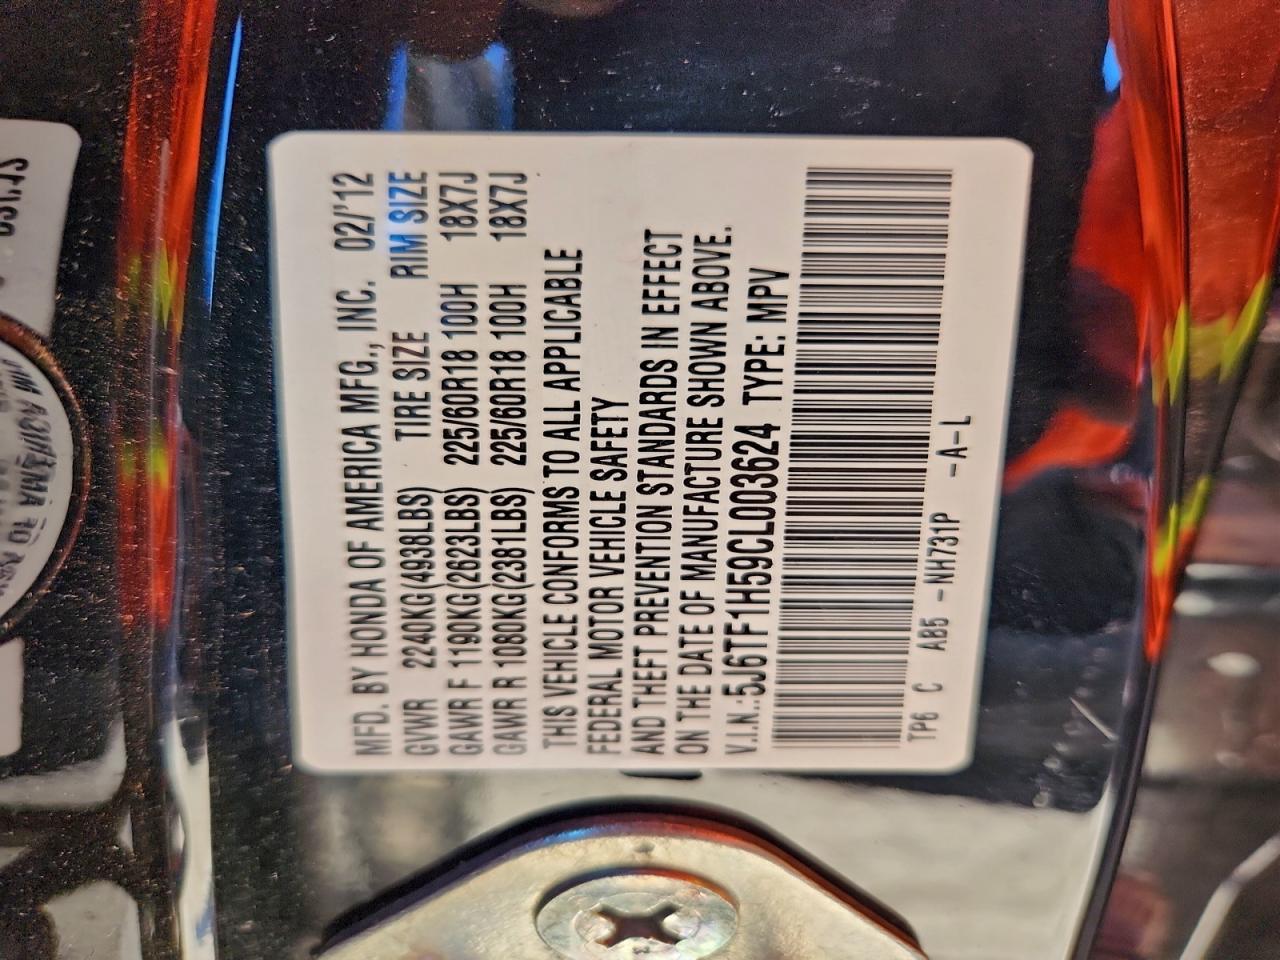 MFD. BY HONDA OF AMERICA MFG., INC. 02/'12
GVWR 2240KG(4938LBS) TIRE SIZE RIM SIZE
GAWR F 1190KG(2623LBS) 225/60R18 100H 18X7J
GAWR R 1080KG(2381LBS) 225/60R18 100H 18X7J
THIS VEHICLE CONFORMS TO ALL APPLICABLE
FEDERAL MOTOR VEHICLE SAFETY
AND THEFT PREVENTION STANDARDS IN EFFECT
ON THE DATE OF MANUFACTURE SHOWN ABOVE.
V.I.N.:5J6TF1H59CL003624 TYPE: MPV
TP6 C AB5 -NH731P -A-L